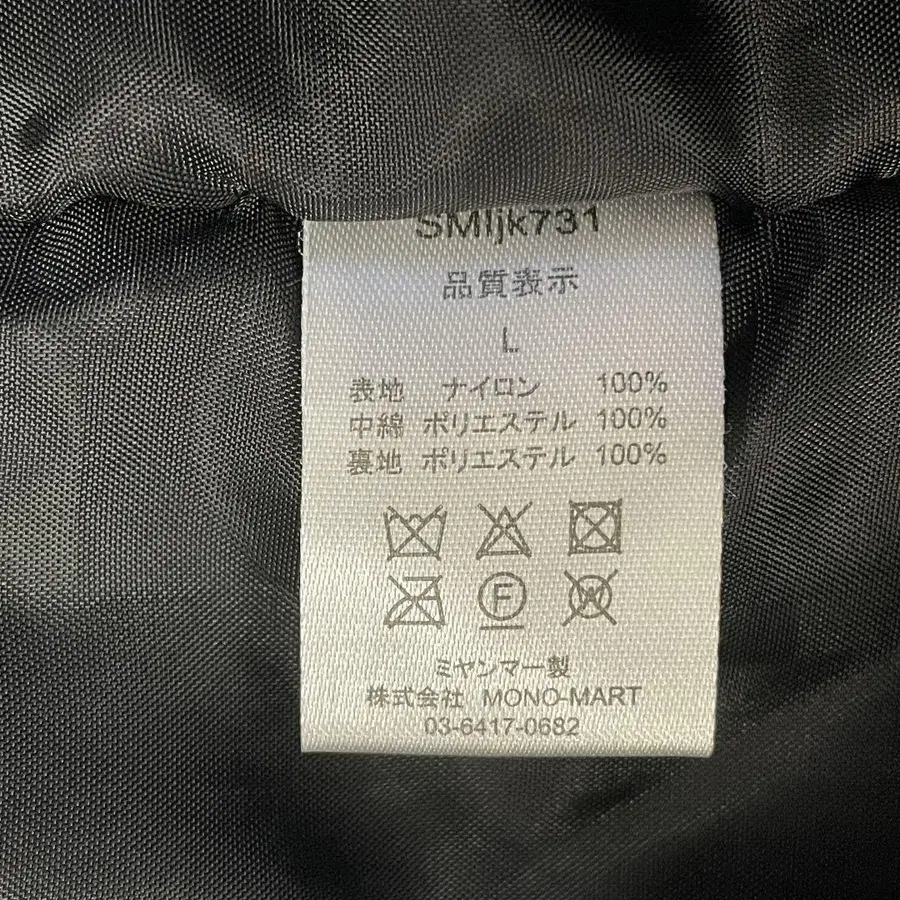 SMIjk731
品質表示
L
表地 ナイロン 100%
中綿 ポリエステル 100%
裏地 ポリエステル 100%
F W
ミヤンマー製
株式会社 MONO-MART
03-6417-0682